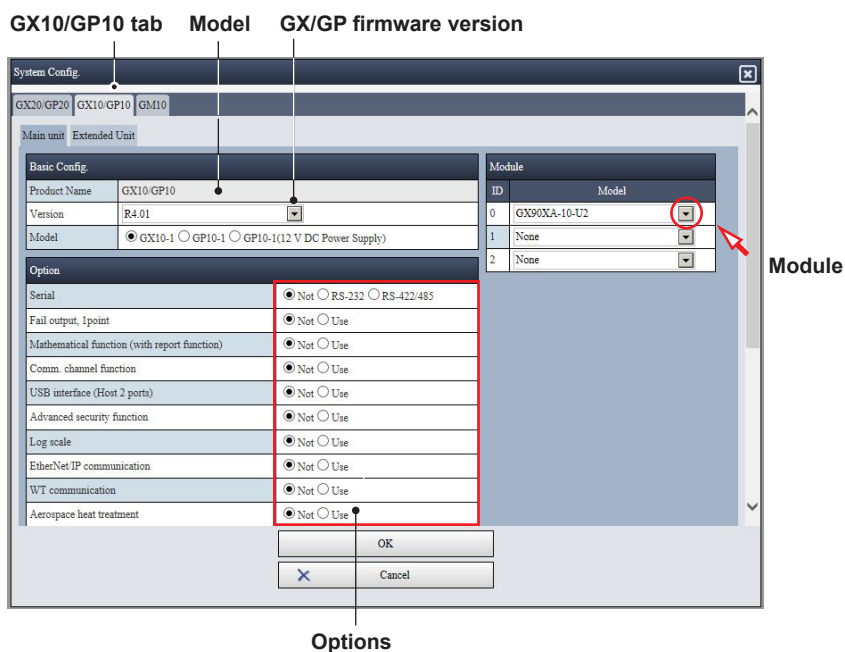 GX10/GP10 tab Model GX/GP firmware version
System Config.
GX20/GP20 GX10/GP10 GM10
Main unit Extended Unit
Basic Config.
Product Name GX10/GP10
Version R4.01
Model GX10-1 GP10-1 GP10-1(12 V DC Power Supply)
Module
ID Model
0 GX90XA-10-U2
1 None
2 None
Module
Option
Serial Not RS-232 RS-422/485
Fail output, 1point Not Use
Mathematical function (with report function) Not Use
Comm. channel function Not Use
USB interface (Host 2 ports) Not Use
Advanced security function Not Use
Log scale Not Use
EtherNet/IP communication Not Use
WT communication Not Use
Aerospace heat treatment Not Use
OK
Cancel
Options